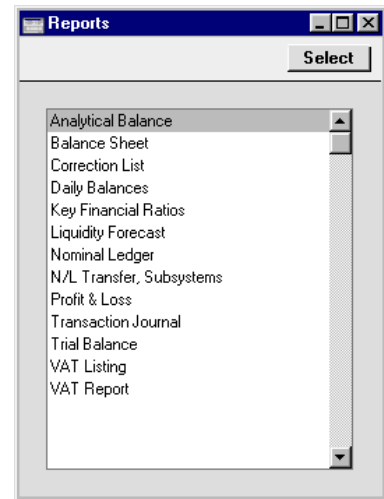 Reports
Select
Analytical Balance
Balance Sheet
Correction List
Daily Balances
Key Financial Ratios
Liquidity Forecast
Nominal Ledger
N/L Transfer, Subsystems
Profit & Loss
Transaction Journal
Trial Balance
VAT Listing
VAT Report